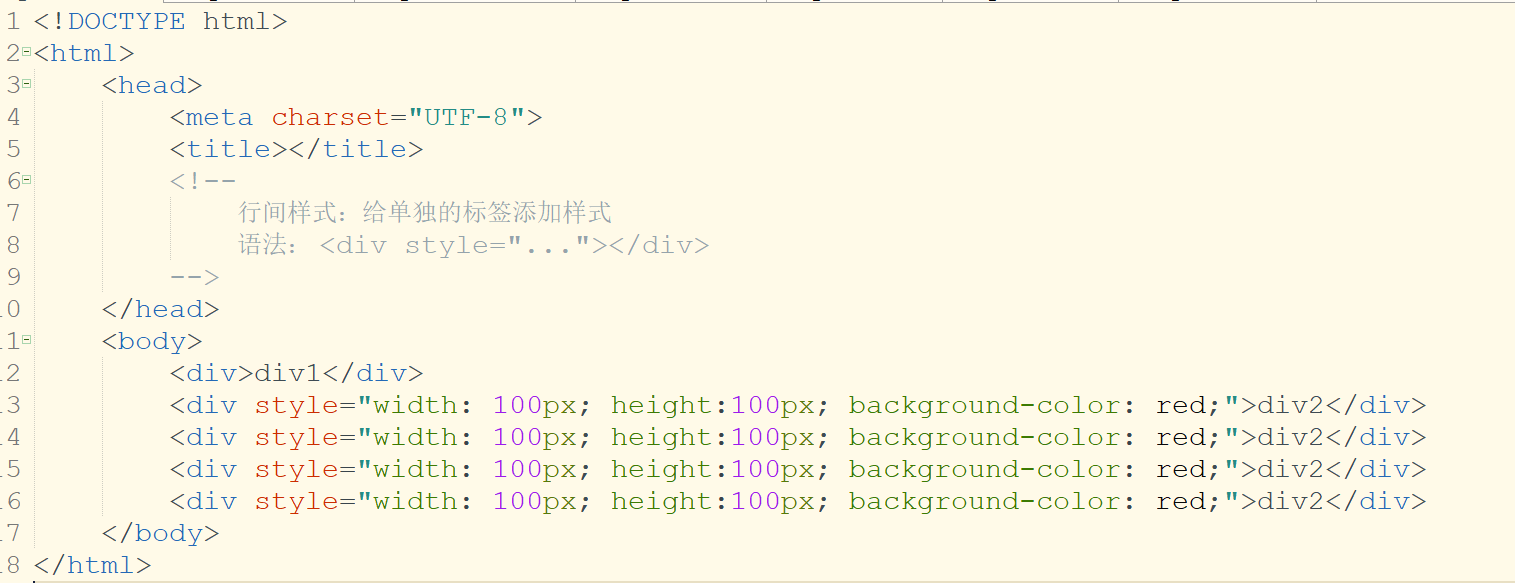 1 <!DOCTYPE html>
2 <html>
3 <head>
4 <meta charset="UTF-8">
5 <title></title>
6 <!--
7 行间样式：给单独的标签添加样式
8 语法：<div style="..."></div>
9 -->
0 </head>
1 <body>
2 <div>div1</div>
3 <div style="width: 100px; height:100px; background-color: red;">div2</div>
4 <div style="width: 100px; height:100px; background-color: red;">div2</div>
5 <div style="width: 100px; height:100px; background-color: red;">div2</div>
6 <div style="width: 100px; height:100px; background-color: red;">div2</div>
7 </body>
8 </html>